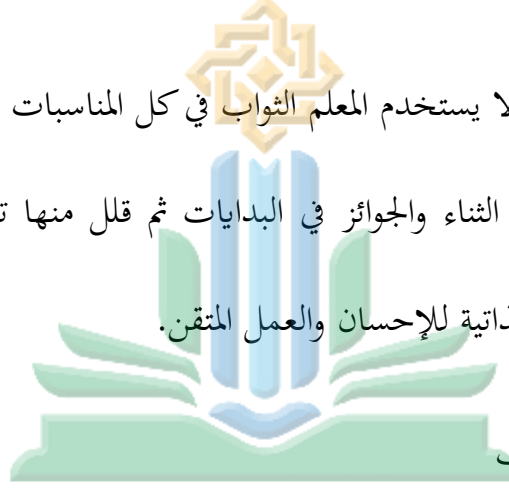 لا يستخدم المعلم الثواب في كل المناسبات
الثناء والجوائز في البدايات ثم قلل منها
ذاتية للإحسان والعمل المتقن.